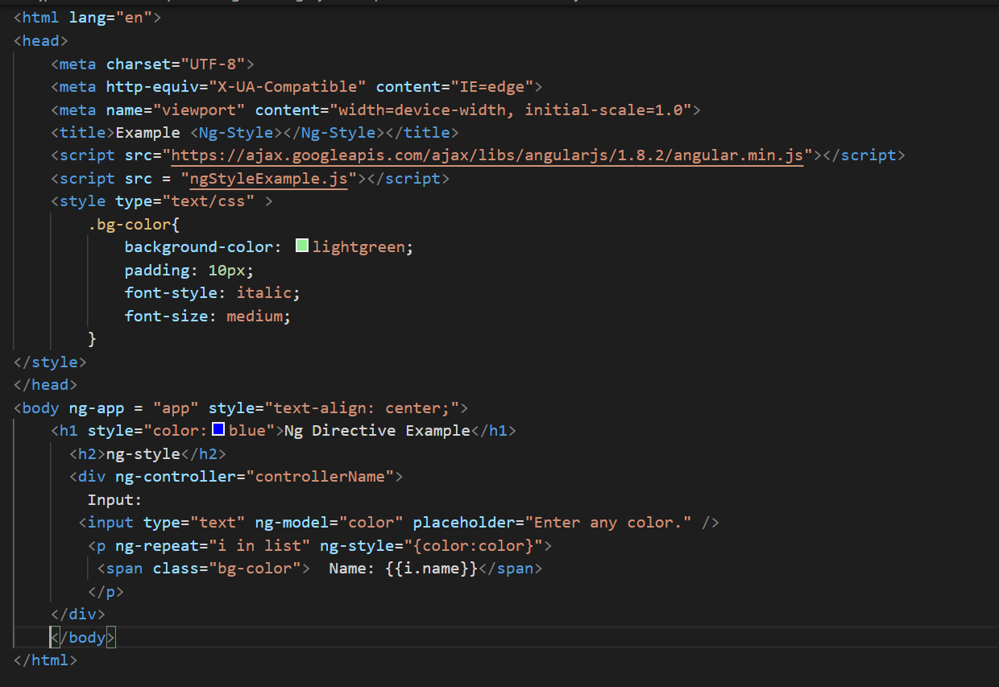 <html lang="en">
<head>
    <meta charset="UTF-8">
    <meta http-equiv="X-UA-Compatible" content="IE=edge">
    <meta name="viewport" content="width=device-width, initial-scale=1.0">
    <title>Example <Ng-Style></Ng-Style></title>
    <script src="https://ajax.googleapis.com/ajax/libs/angularjs/1.8.2/angular.min.js"></script>
    <script src = "ngStyleExample.js"></script>
    <style type="text/css" >
        .bg-color{
            background-color: lightgreen;
            padding: 10px;
            font-style: italic;
            font-size: medium;
        }
</style>
</head>
<body ng-app = "app" style="text-align: center;">
    <h1 style="color:blue">Ng Directive Example</h1>
      <h2>ng-style</h2>
      <div ng-controller="controllerName">
        Input:
       <input type="text" ng-model="color" placeholder="Enter any color." />
        <p ng-repeat="i in list" ng-style="{color:color}">
         <span class="bg-color">  Name: {{i.name}}</span>
        </p>
    </div>
    </body>
</html>